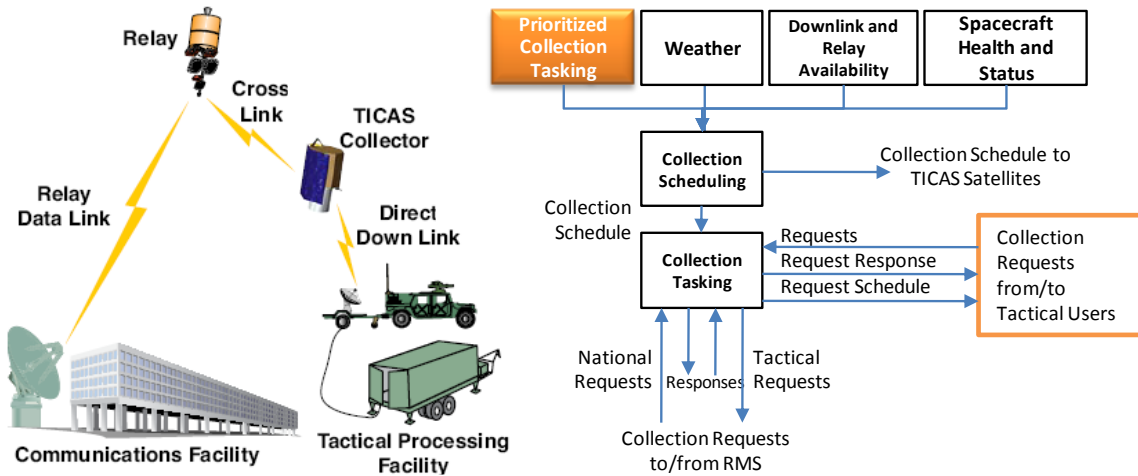 Relay
Cross
Link
TICAS
Collector
Relay
Data Link
Direct
Down Link
Communications Facility
Tactical Processing
Facility
Prioritized
Collection
Tasking
Weather
Downlink and
Relay
Availability
Spacecraft
Health and
Status
Collection
Scheduling
Collection Schedule to
TICAS Satellites
Collection
Schedule
Collection
Tasking
Requests
Request Response
Request Schedule
Collection
Requests
from/to
Tactical Users
National
Requests
Responses
Tactical
Requests
Collection Requests
to/from RMS